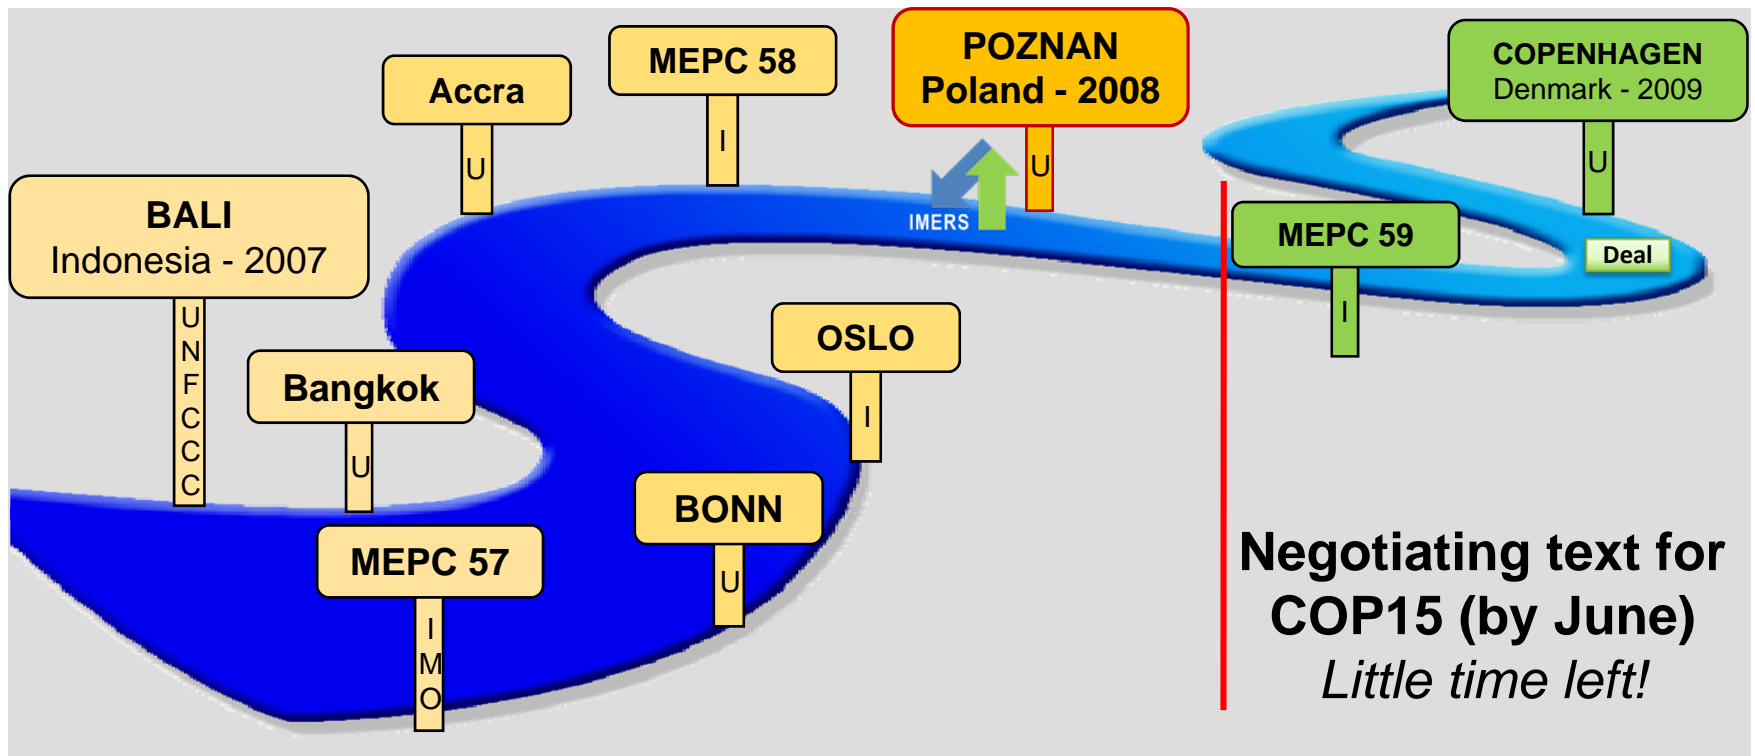 BALI
Indonesia - 2007
U
N
F
C
C
C
Bangkok
U
MEPC 57
I
M
O
BONN
U
OSLO
I
Accra
U
MEPC 58
I
POZNAN
Poland - 2008
U
IMERS
MEPC 59
I
COPENHAGEN
Denmark - 2009
U
Deal
Negotiating text for
COP15 (by June)
Little time left!